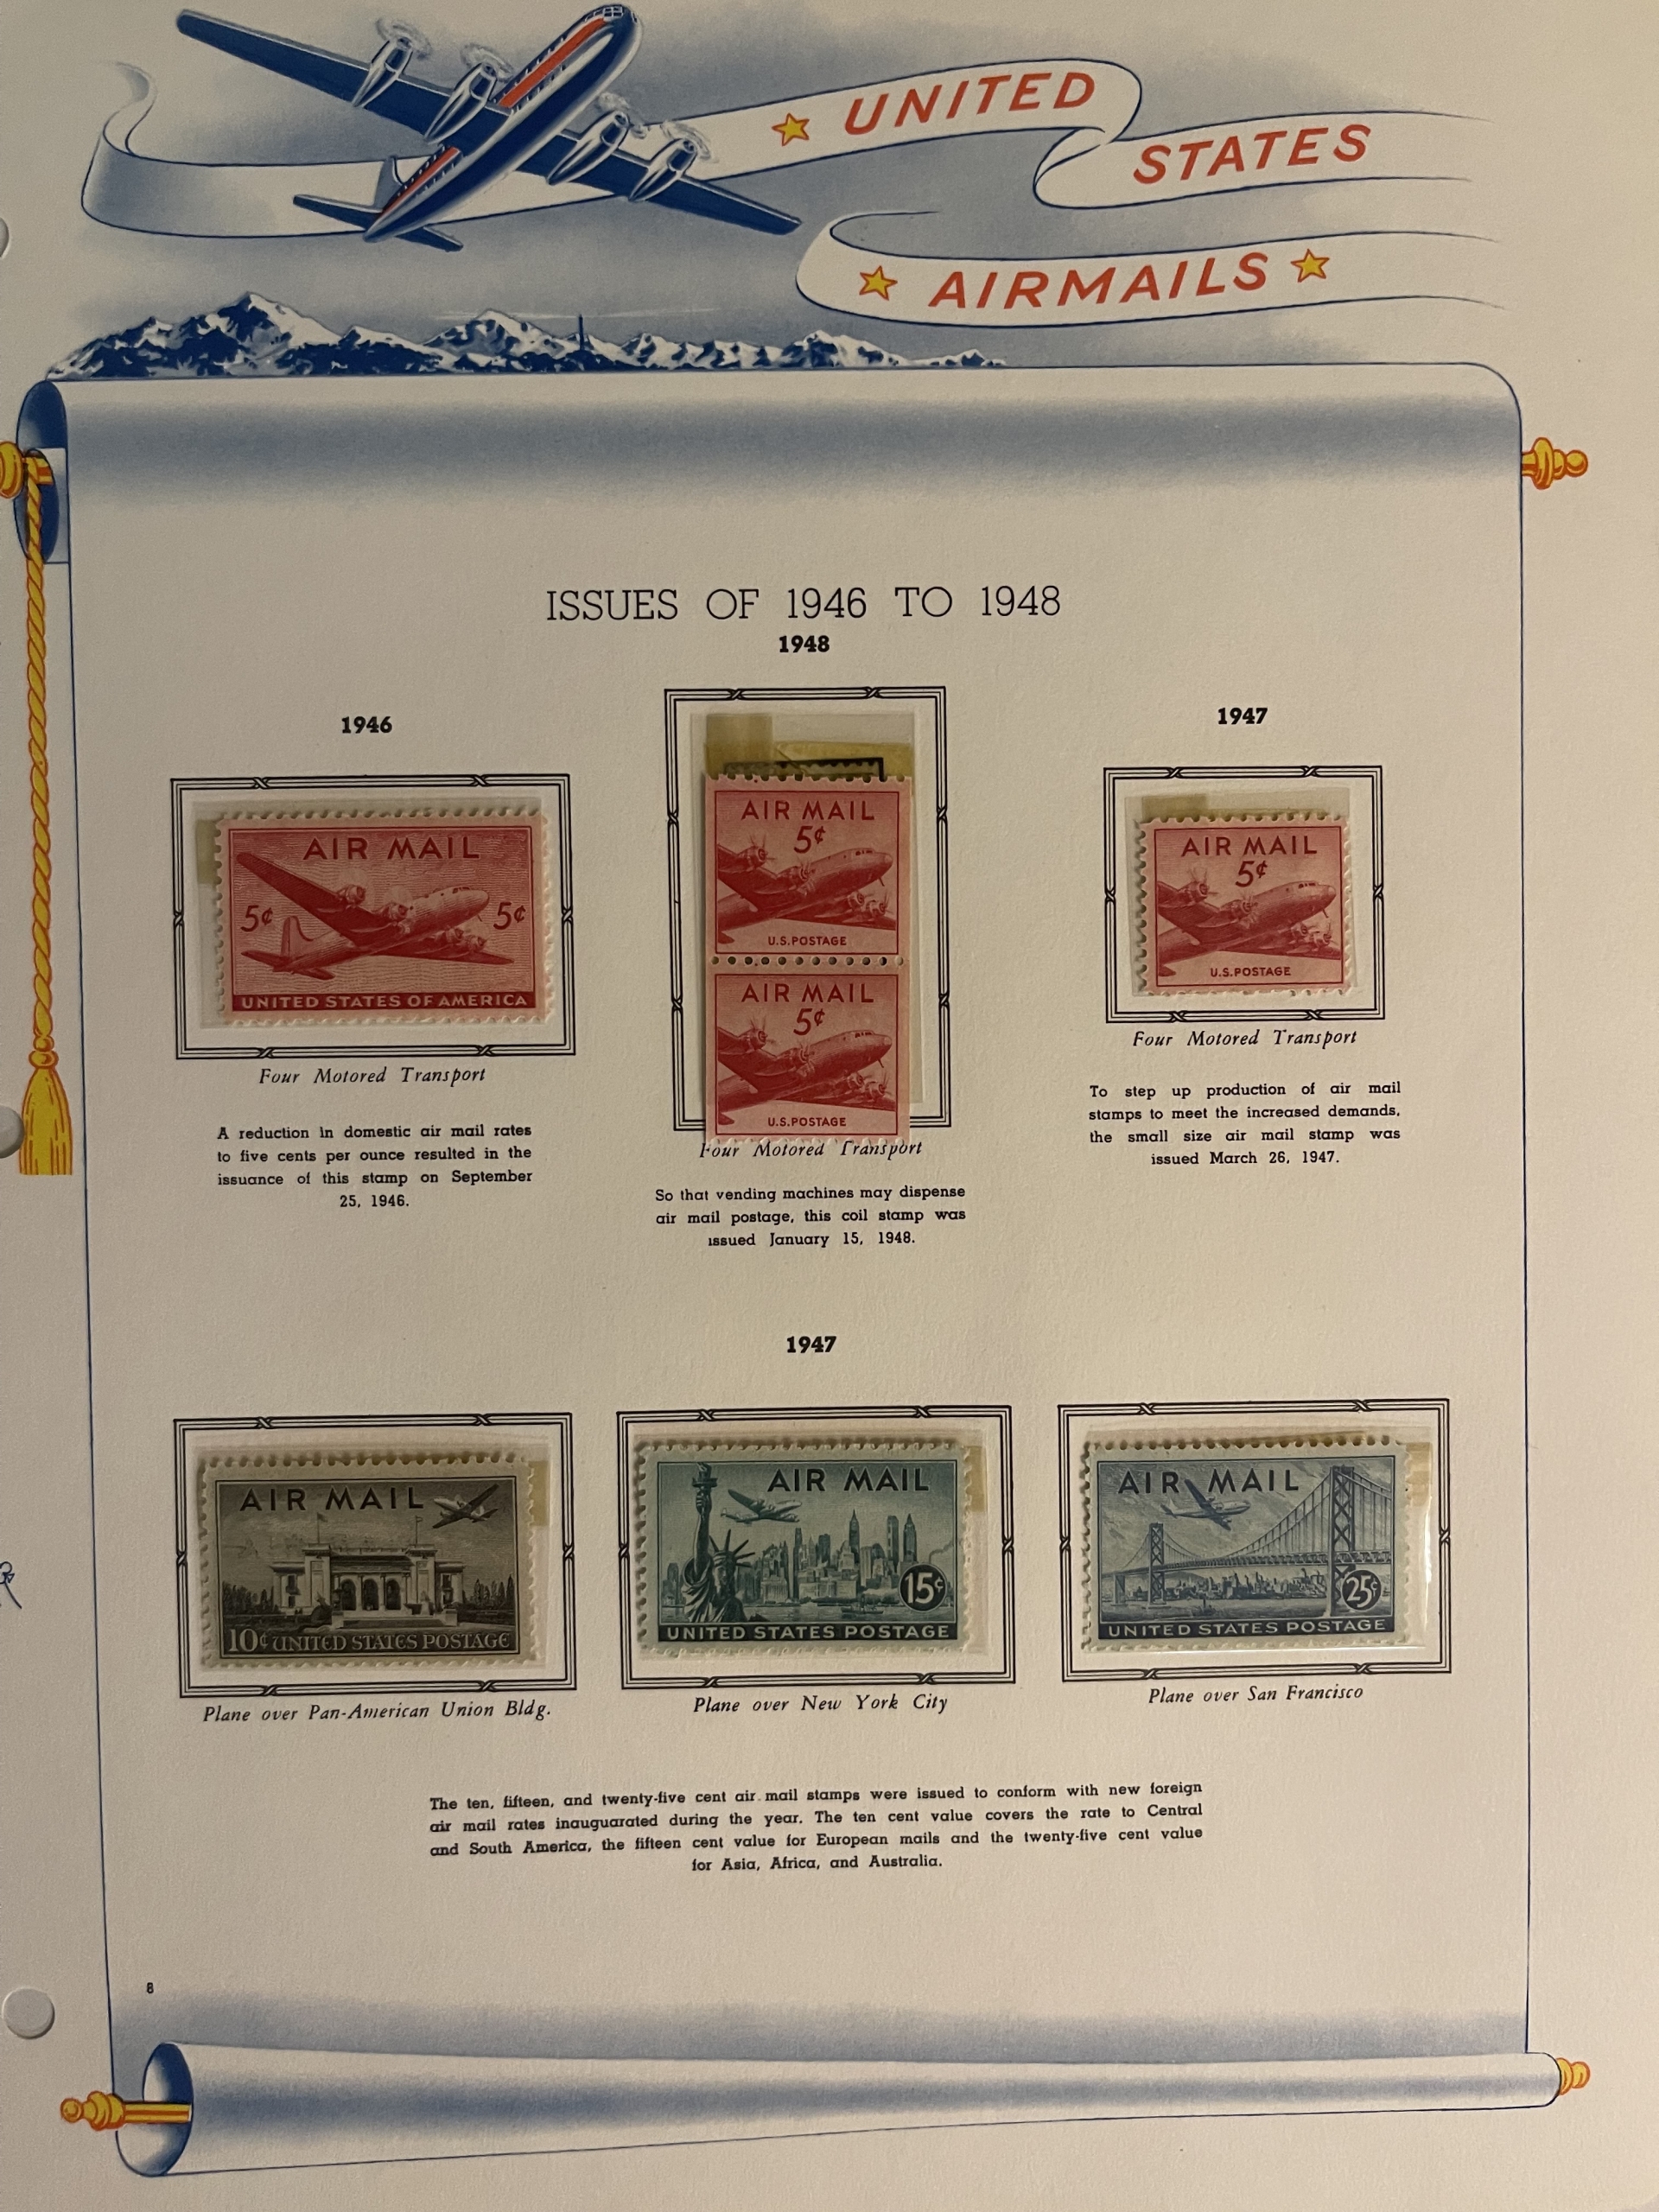 UNITED
STATES
AIRMAILS
ISSUES OF 1946 TO 1948
1946
AIR MAIL
5¢ 5¢
UNITED STATES OF AMERICA
Four Motored Transport
A reduction in domestic air mail rates
to five cents per ounce resulted in the
issuance of this stamp on September
25, 1946.
1948
AIR MAIL
5¢
U.S.POSTAGE
AIR MAIL
5¢
U.S.POSTAGE
Four Motored Transport
So that vending machines may dispense
air mail postage, this coil stamp was
issued January 15, 1948.
1947
AIR MAIL
5¢
U.S.POSTAGE
Four Motored Transport
To step up production of air mail
stamps to meet the increased demands,
the small size air mail stamp was
issued March 26, 1947.
1947
AIR MAIL
10¢ UNITED STATES POSTAGE
Plane over Pan-American Union Bldg.
AIR MAIL
15¢
UNITED STATES POSTAGE
Plane over New York City
AIR MAIL
25¢
UNITED STATES POSTAGE
Plane over San Francisco
The ten, fifteen, and twenty-five cent air mail stamps were issued to conform with new foreign
air mail rates inauguarated during the year. The ten cent value covers the rate to Central
and South America, the fifteen cent value for European mails and the twenty-five cent value
for Asia, Africa, and Australia.
8